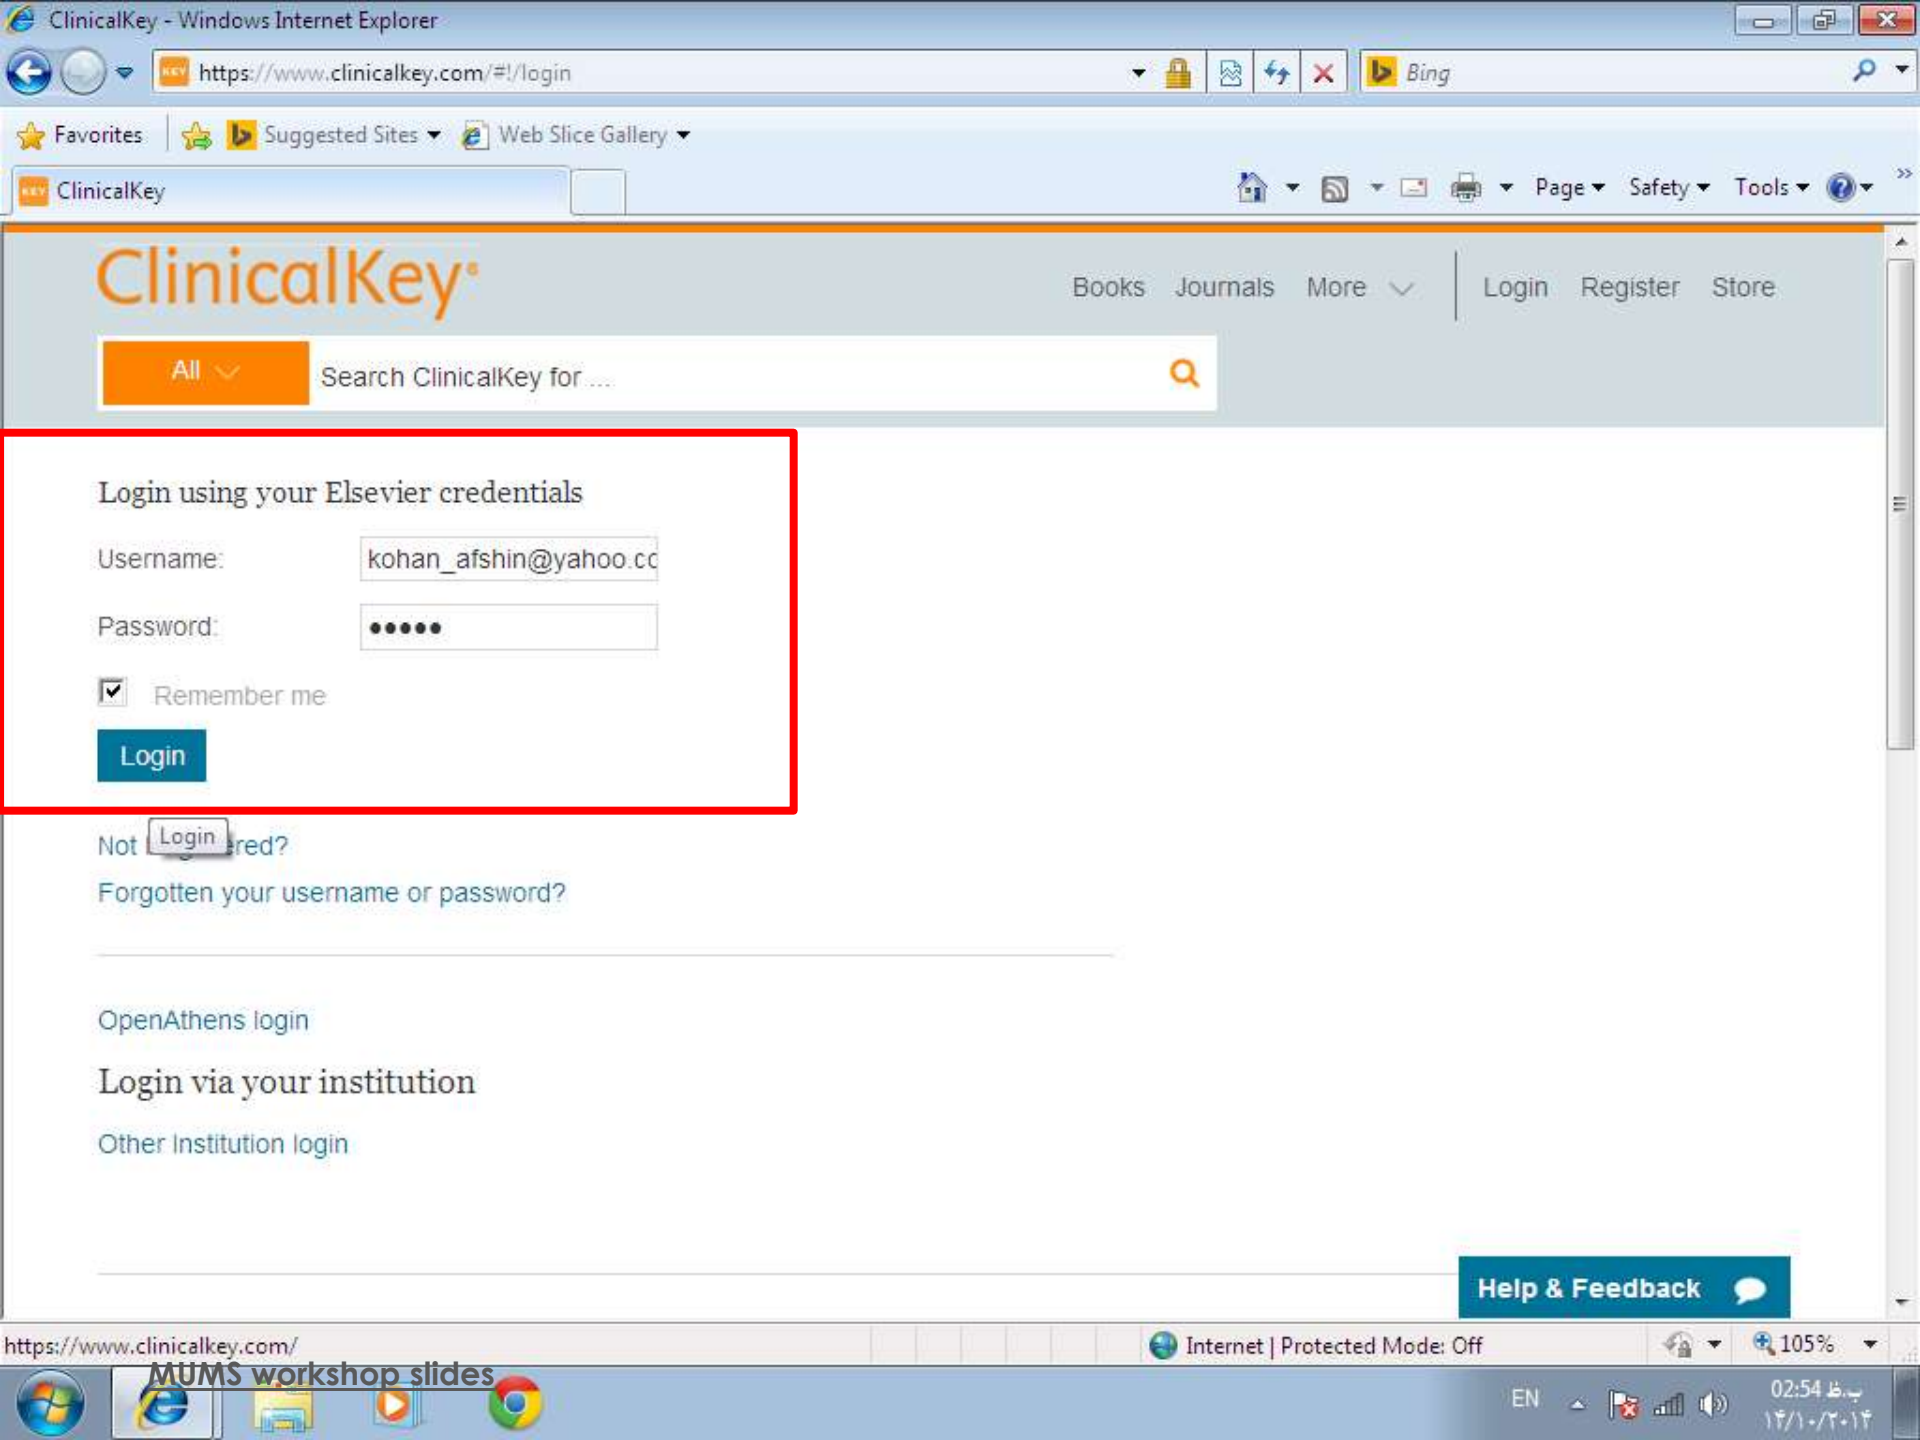 ClinicalKey - Windows Internet Explorer
https://www.clinicalkey.com/#!/login
Bing
Favorites Suggested Sites Web Slice Gallery
KEY ClinicalKey Page Safety Tools
ClinicalKey
Books Journals More Login Register Store
All Search ClinicalKey for ...
Login using your Elsevier credentials
Username: kohan_afshin@yahoo.cc
Password: •••••
Remember me
Login
Not red?
Login
Forgotten your username or password?
OpenAthens login
Login via your institution
Other Institution login
Help & Feedback
https://www.clinicalkey.com/ Internet | Protected Mode: Off 105%
MUMS workshop slides
EN 02:54 ب.ظ
۱۴/۱۰/۲۰۱۴